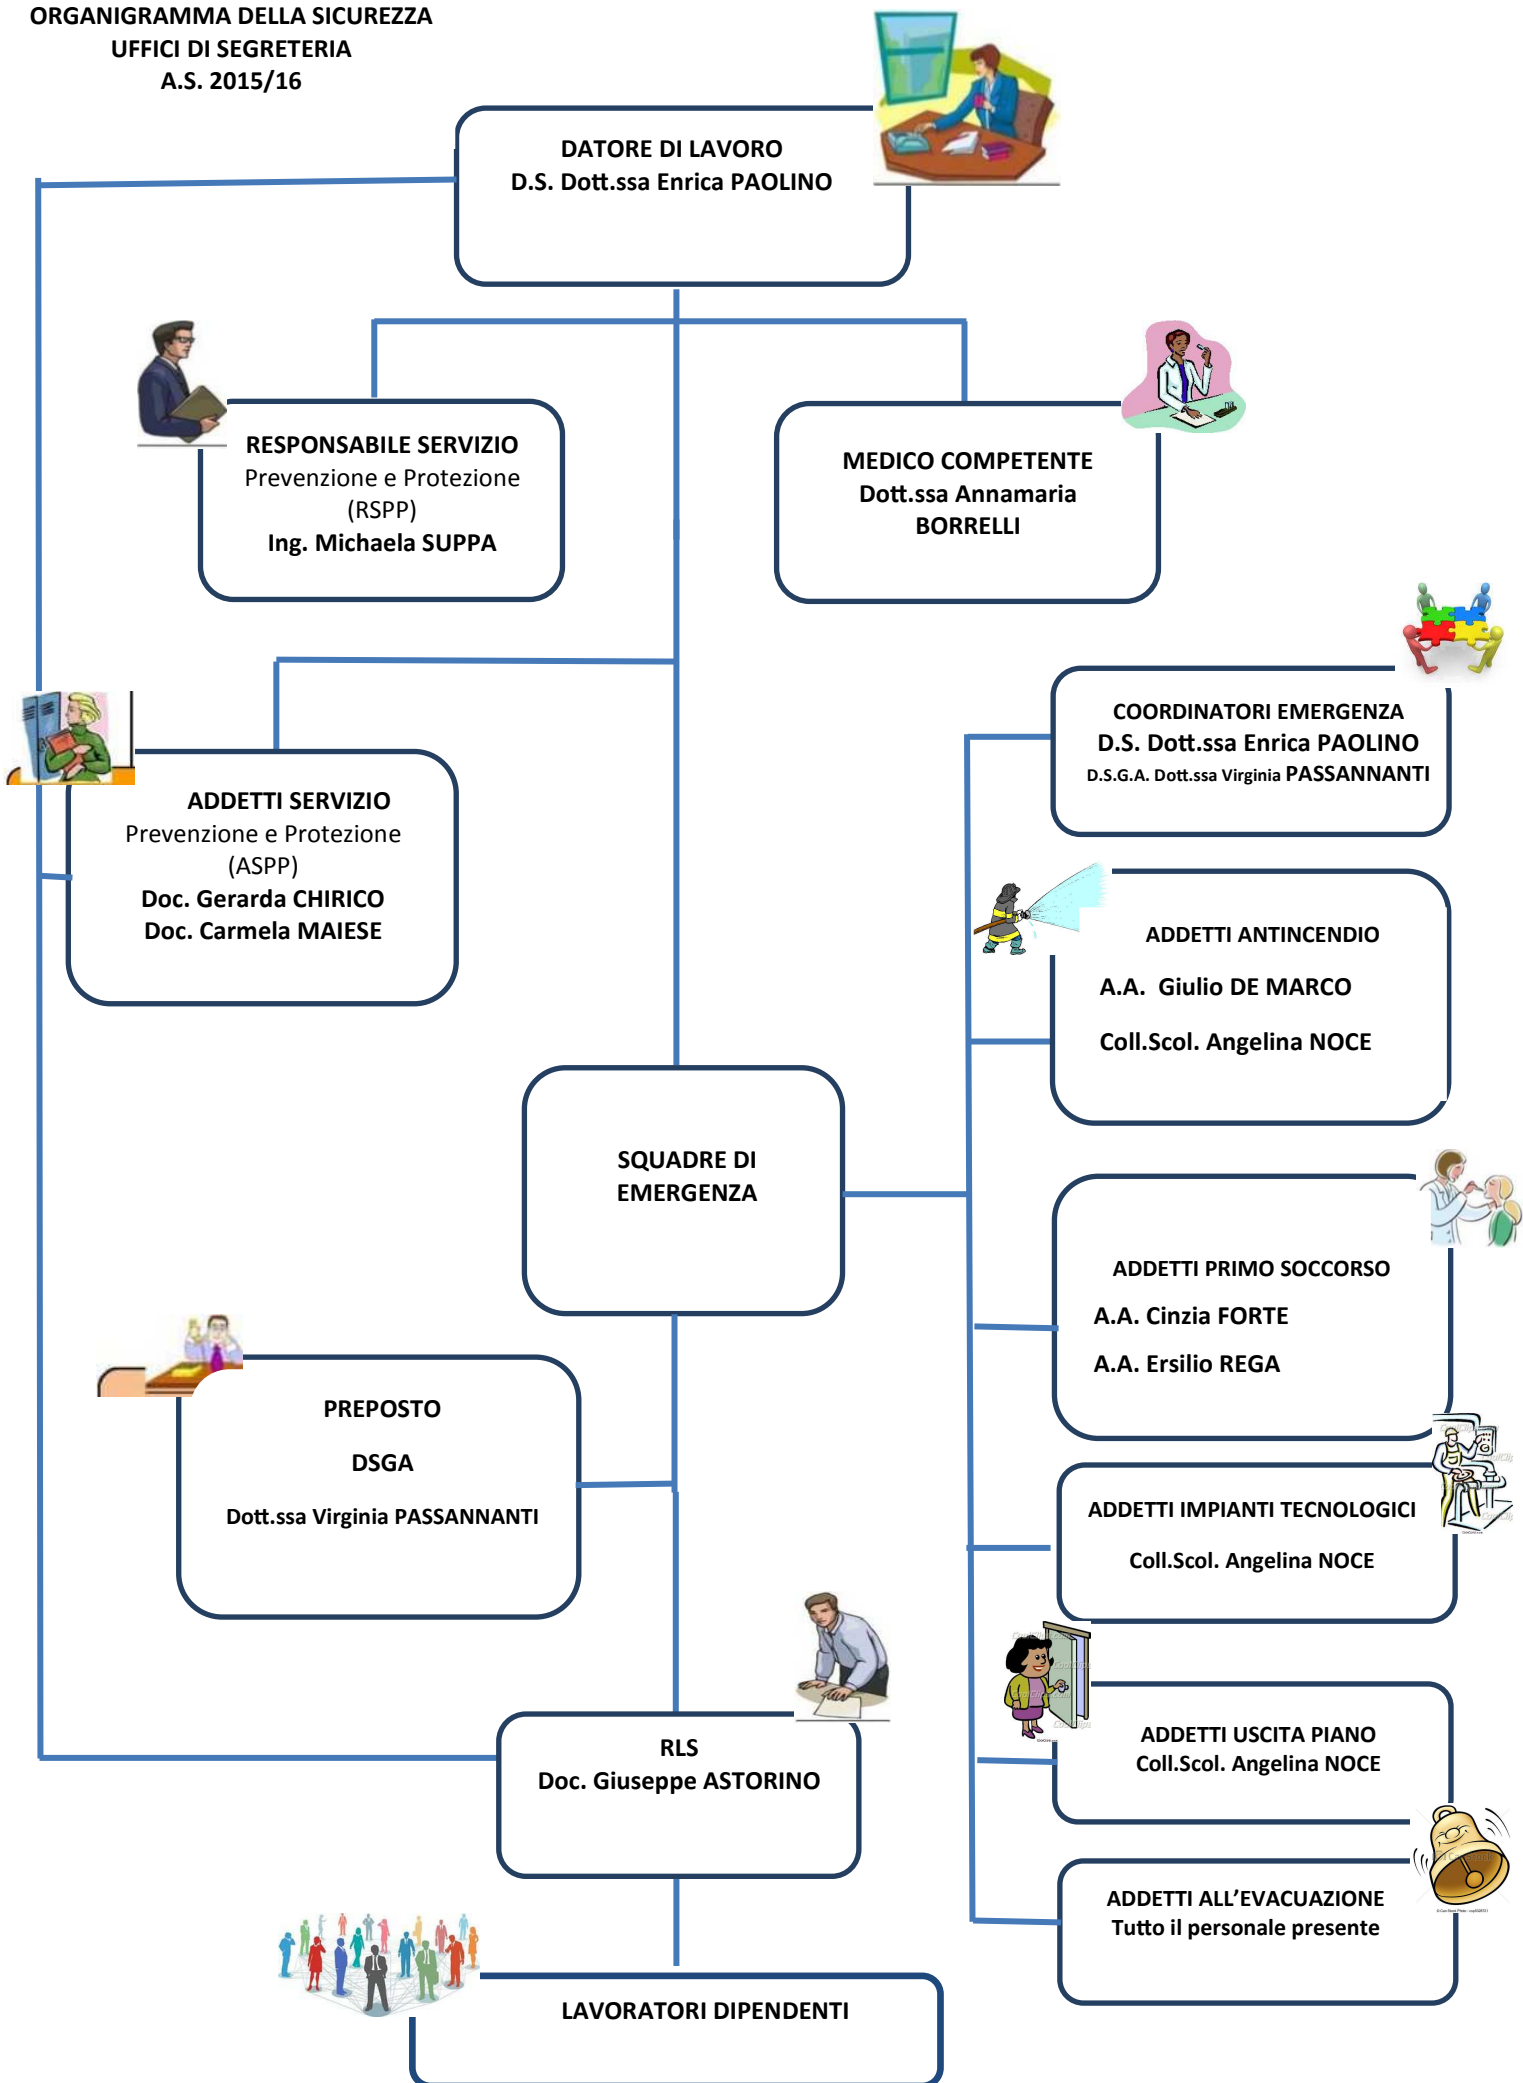 ORGANIGRAMMA DELLA SICUREZZA
UFFICI DI SEGRETERIA
A.S. 2015/16
DATORE DI LAVORO
D.S. Dott.ssa Enrica PAOLINO
RESPONSABILE SERVIZIO
Prevenzione e Protezione
(RSPP)
Ing. Michaela SUPPA
MEDICO COMPETENTE
Dott.ssa Annamaria
BORRELLI
COORDINATORI EMERGENZA
D.S. Dott.ssa Enrica PAOLINO
D.S.G.A. Dott.ssa Virginia PASSANNANTI
ADDETTI SERVIZIO
Prevenzione e Protezione
(ASPP)
Doc. Gerarda CHIRICO
Doc. Carmela MAIESE
ADDETTI ANTINCENDIO
A.A. Giulio DE MARCO
Coll.Scol. Angelina NOCE
SQUADRE DI
EMERGENZA
ADDETTI PRIMO SOCCORSO
A.A. Cinzia FORTE
A.A. Ersilio REGA
PREPOSTO
DSGA
Dott.ssa Virginia PASSANNANTI
ADDETTI IMPIANTI TECNOLOGICI
Coll.Scol. Angelina NOCE
RLS
Doc. Giuseppe ASTORINO
ADDETTI USCITA PIANO
Coll.Scol. Angelina NOCE
ADDETTI ALL’EVACUAZIONE
Tutto il personale presente
LAVORATORI DIPENDENTI